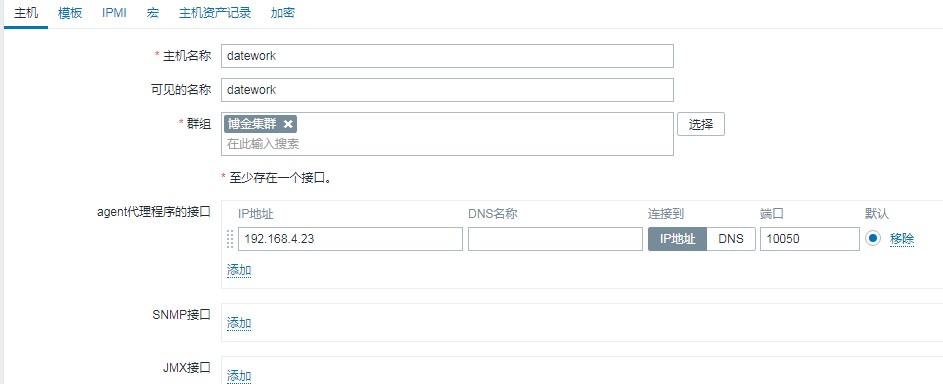 主机 模板 IPMI 宏 主机资产记录 加密
* 主机名称 datework
可见的名称 datework
* 群组 博金集群 ✖ 选择
在此输入搜索
* 至少存在一个接口。
agent代理程序的接口 IP地址 DNS名称 连接到 端口 默认
192.168.4.23 IP地址 DNS 10050 移除
添加
SNMP接口 添加
JMX接口 添加